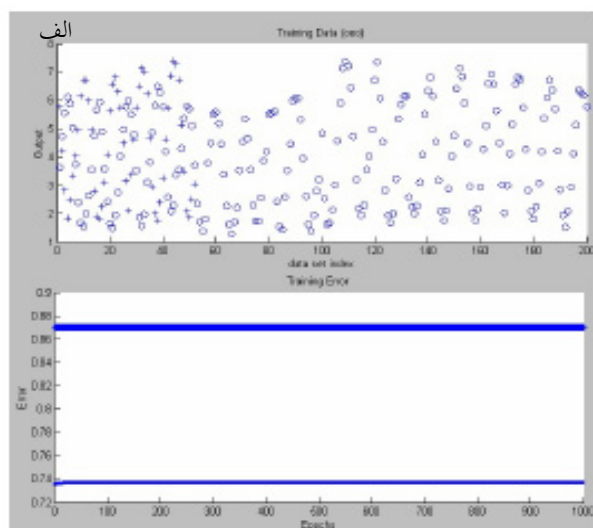 الف
Training Data (ooo)
8
7
6
5
4
3
2
1
Output
0 20 40 60 80 100 120 140 160 180 200
data set index
Training Error
0.9
0.88
0.86
0.84
0.82
0.8
0.78
0.76
0.74
0.72
Error
0 100 200 300 400 500 600 700 800 900 1000
Epochs